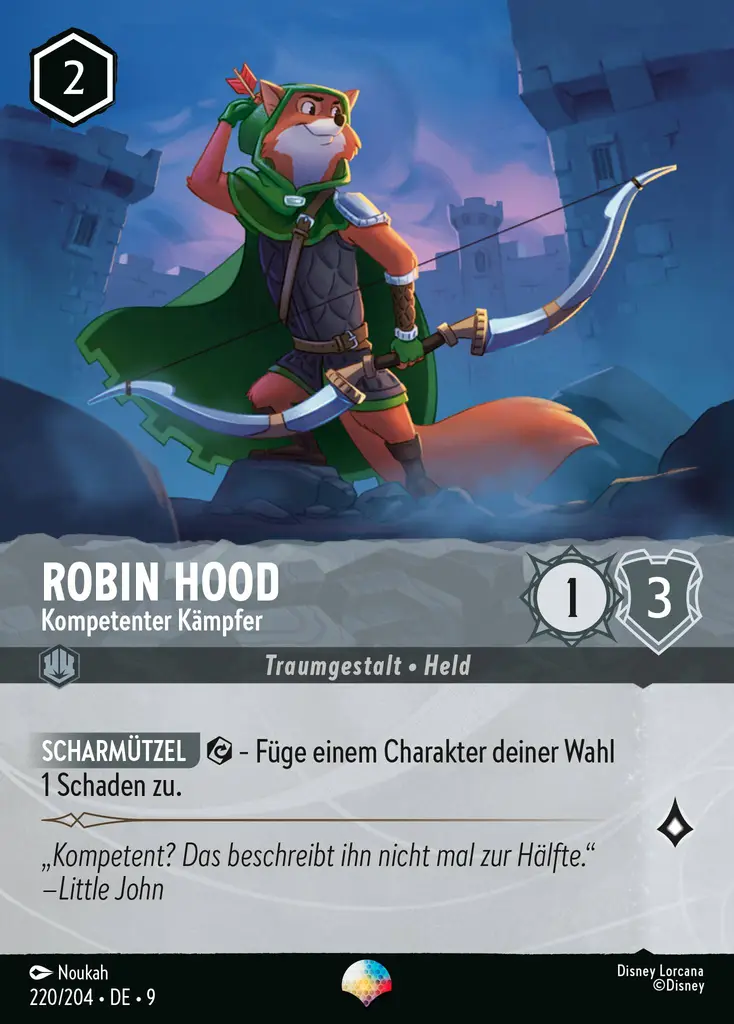 2
ROBIN HOOD
Kompetenter Kämpfer
1
3
Traumgestalt • Held
SCHARMÜTZEL – Füge einem Charakter deiner Wahl
1 Schaden zu.
„Kompetent? Das beschreibt ihn nicht mal zur Hälfte.“
—Little John
Noukah
220/204 • DE • 9
Disney Lorcana
©Disney